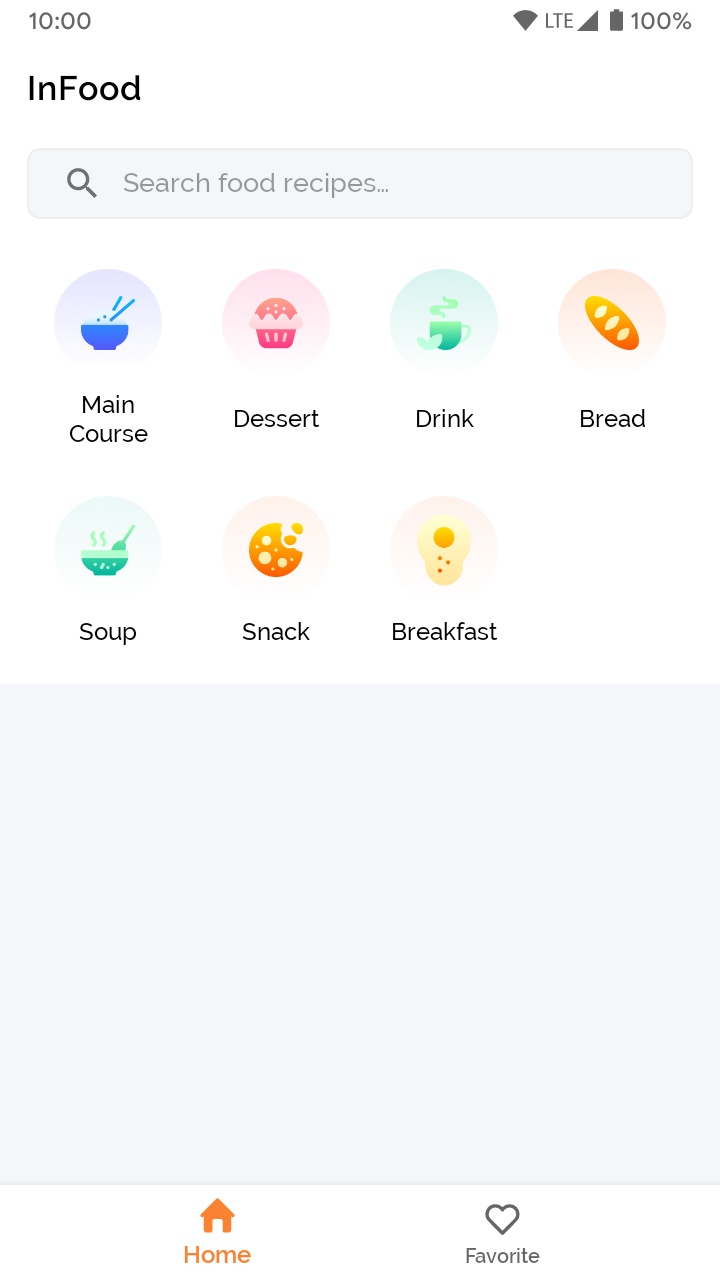 10:00
LTE
100%
InFood
Search food recipes...
Main
Course
Dessert
Drink
Bread
Soup
Snack
Breakfast
Home
Favorite